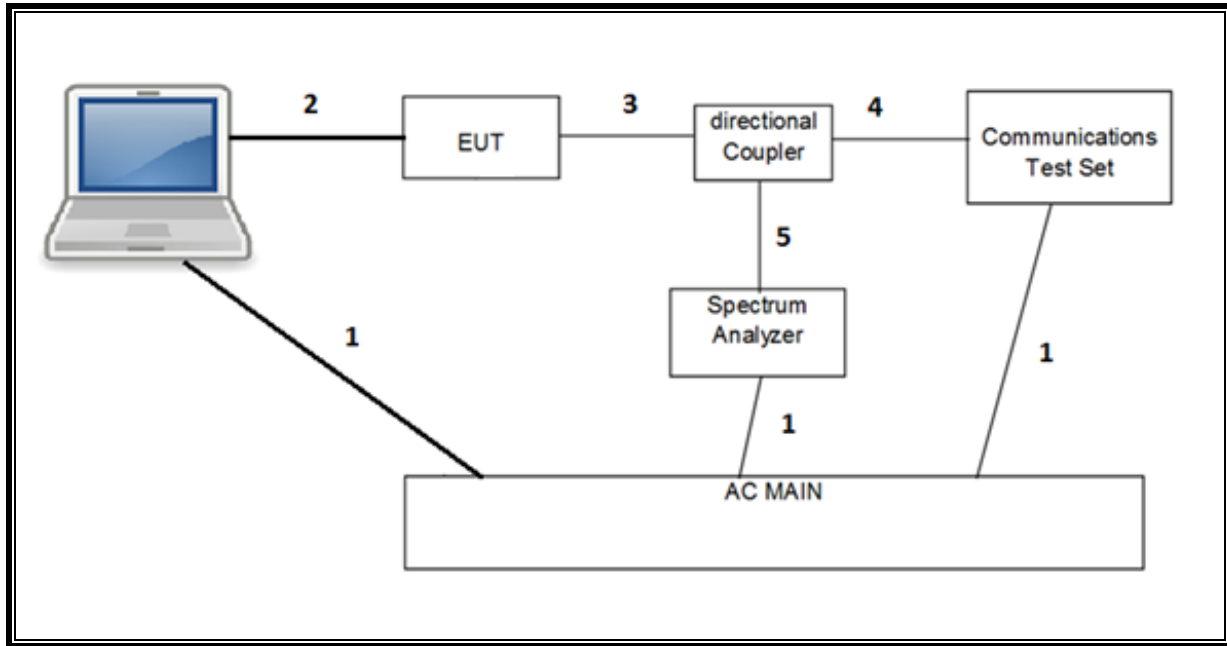 2
EUT
3
directional
Coupler
4
Communications
Test Set
5
Spectrum
Analyzer
1
1
1
AC MAIN